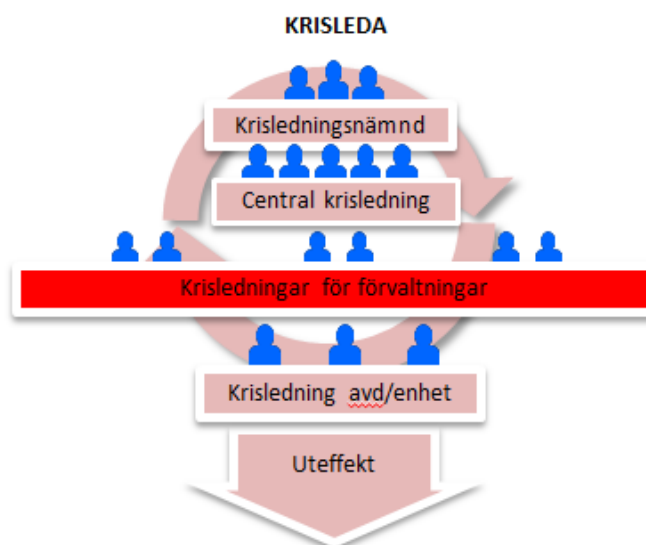 KRISLEDA
Krisledningsnämnd
Central krisledning
Krisledningar för förvaltningar
Krisledning avd/enhet
Uteffekt